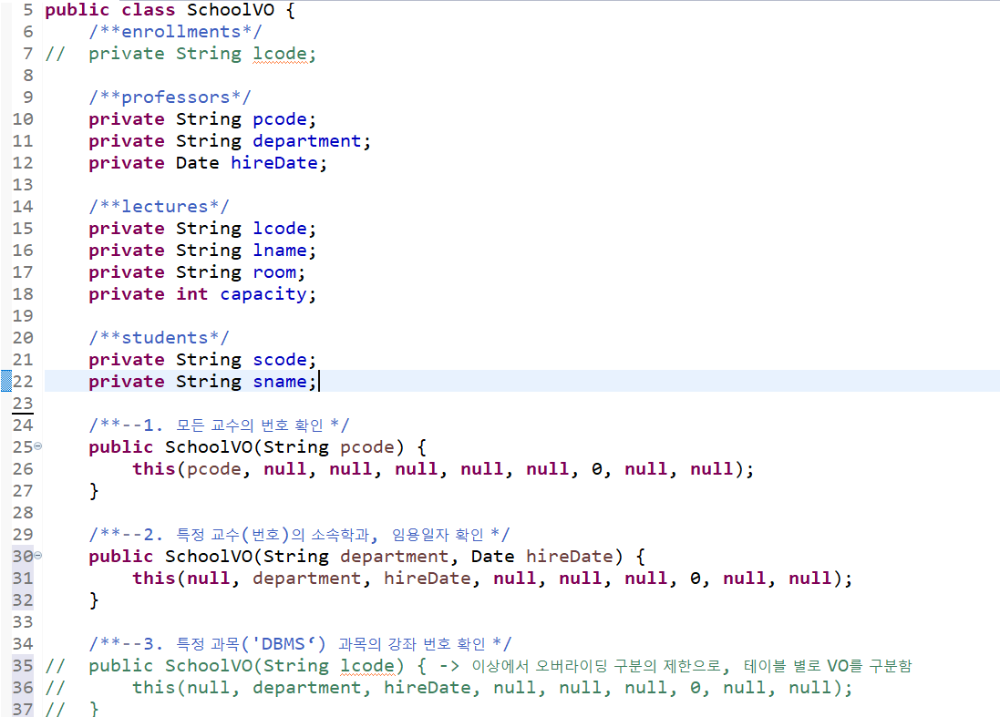 5 public class SchoolVO {
6     /**enrollments*/
7 //  private String lcode;
8
9     /**professors*/
10     private String pcode;
11     private String department;
12     private Date hireDate;
13
14     /**lectures*/
15     private String lcode;
16     private String lname;
17     private String room;
18     private int capacity;
19
20     /**students*/
21     private String scode;
22     private String sname;
23
24     /**--1. 모든 교수의 번호 확인 */
25     public SchoolVO(String pcode) {
26         this(pcode, null, null, null, null, null, 0, null, null);
27     }
28
29     /**--2. 특정 교수(번호)의 소속학과, 임용일자 확인 */
30     public SchoolVO(String department, Date hireDate) {
31         this(null, department, hireDate, null, null, null, 0, null, null);
32     }
33
34     /**--3. 특정 과목('DBMS‘) 과목의 강좌 번호 확인 */
35 //  public SchoolVO(String lcode) { -> 이상에서 오버라이딩 구분의 제한으로, 테이블 별로 VO를 구분함
36 //      this(null, department, hireDate, null, null, null, 0, null, null);
37 //  }